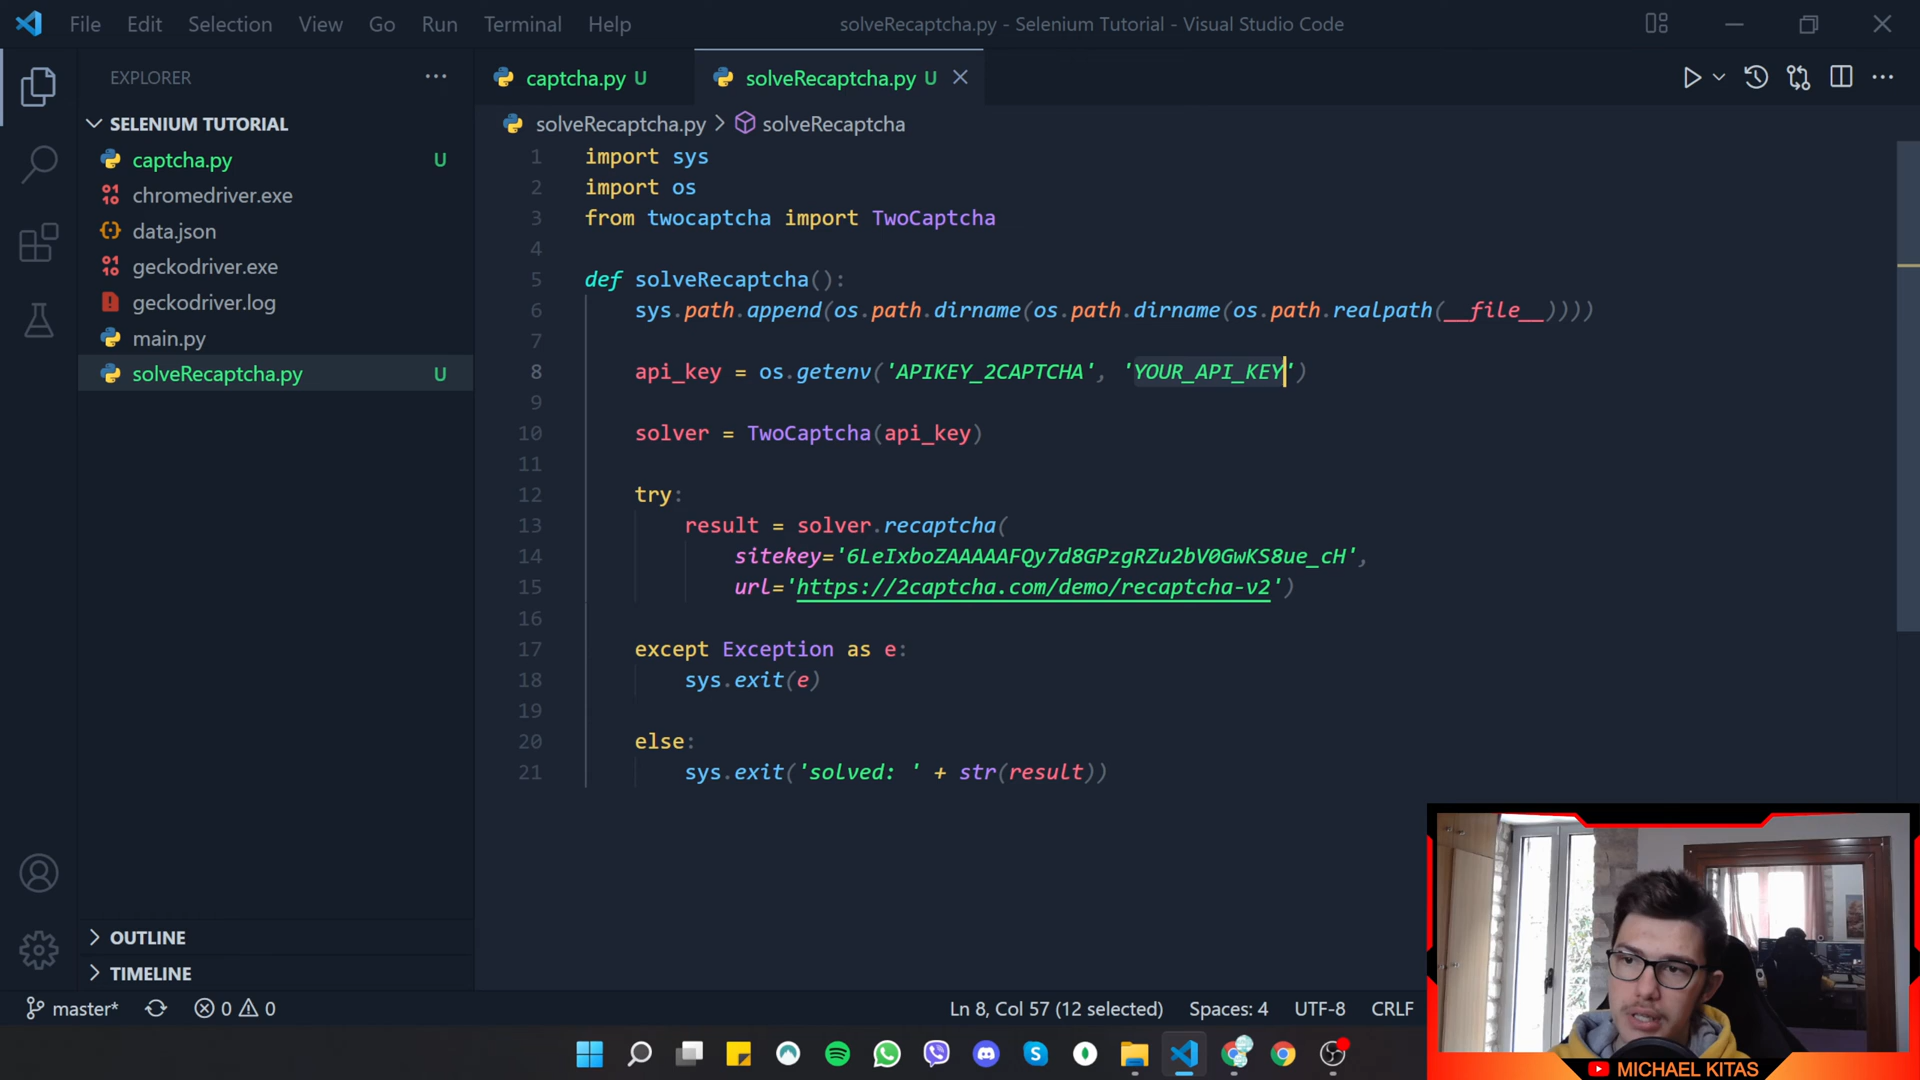 File Edit Selection View Go Run Terminal Help
solveRecaptcha.py - Selenium Tutorial - Visual Studio Code
EXPLORER
SELENIUM TUTORIAL
captcha.py U
chromedriver.exe
data.json
geckodriver.exe
geckodriver.log
main.py
solveRecaptcha.py U
OUTLINE
TIMELINE
captcha.py U
solveRecaptcha.py U
solveRecaptcha.py > solveRecaptcha
1 import sys
2 import os
3 from twocaptcha import TwoCaptcha
4
5 def solveRecaptcha():
6 sys.path.append(os.path.dirname(os.path.dirname(os.path.realpath(__file__))))
7
8 api_key = os.getenv('APIKEY_2CAPTCHA', 'YOUR_API_KEY')
9
10 solver = TwoCaptcha(api_key)
11
12 try:
13 result = solver.recaptcha(
14 sitekey='6LeIxboZAAAAAFQy7d8GPzgRZu2bV0GwKS8ue_cH',
15 url='https://2captcha.com/demo/recaptcha-v2')
16
17 except Exception as e:
18 sys.exit(e)
19
20 else:
21 sys.exit('solved: ' + str(result))
master* 0 0
Ln 8, Col 57 (12 selected) Spaces: 4 UTF-8 CRLF
MICHAEL KITAS